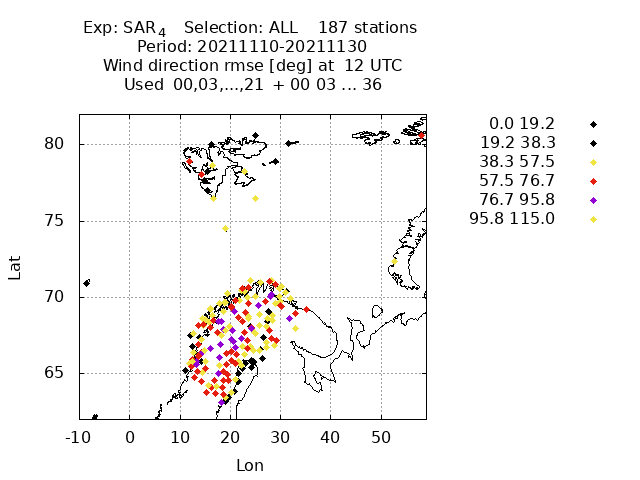 Exp: SAR4 Selection: ALL 187 stations
Period: 20211110-20211130
Wind direction rmse [deg] at 12 UTC
Used 00,03,...,21 + 00 03 ... 36
0.0 19.2
19.2 38.3
38.3 57.5
57.5 76.7
76.7 95.8
95.8 115.0
80
75
70
65
Lat
-10 0 10 20 30 40 50
Lon